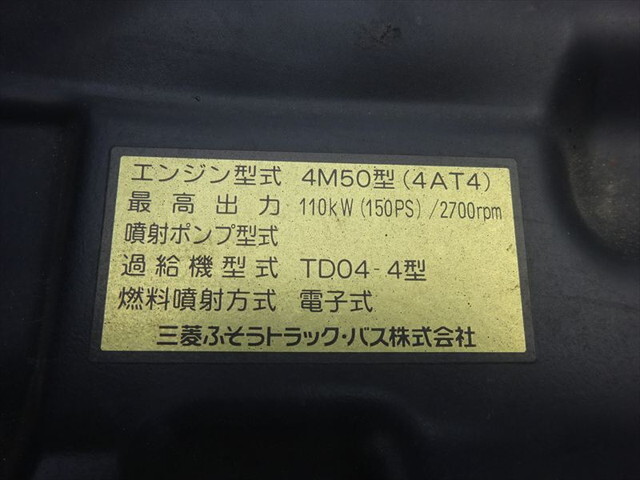 エンジン型式 4M50型(4AT4)
最高出力 110kW(150PS)/2700rpm
噴射ポンプ型式
過給機型式 TD04-4型
燃料噴射方式 電子式
三菱ふそうトラック・バス株式会社